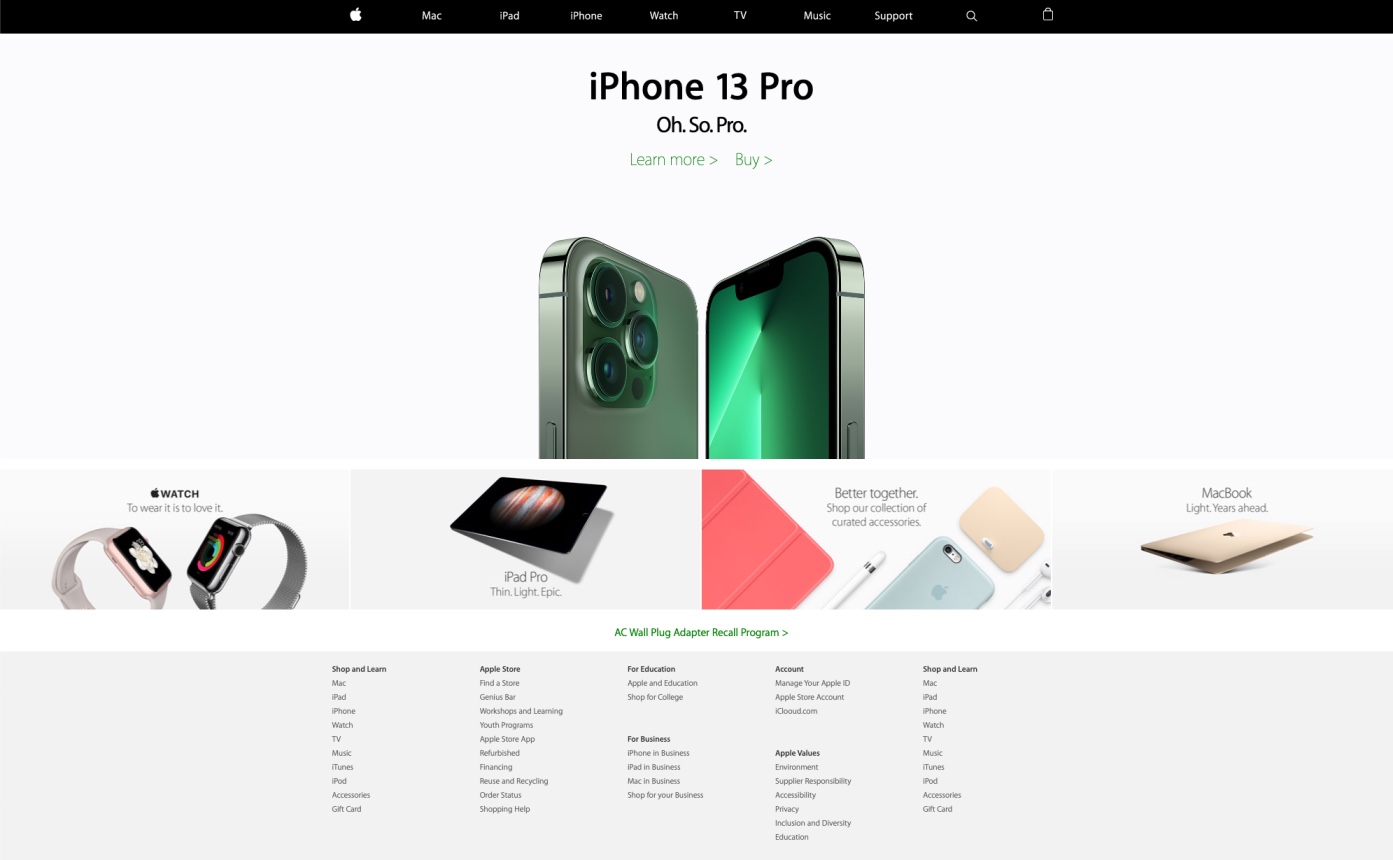 Mac iPad iPhone Watch TV Music Support
iPhone 13 Pro
Oh. So. Pro.
Learn more > Buy >
WATCH
To wear it is to love it.
iPad Pro
Thin. Light. Epic.
Better together.
Shop our collection of
curated accessories.
MacBook
Light. Years ahead.
AC Wall Plug Adapter Recall Program >
Shop and Learn
Mac
iPad
iPhone
Watch
TV
Music
iTunes
iPod
Accessories
Gift Card
Apple Store
Find a Store
Genius Bar
Workshops and Learning
Youth Programs
Apple Store App
Refurbished
Financing
Reuse and Recycling
Order Status
Shopping Help
For Education
Apple and Education
Shop for College
For Business
iPhone in Business
iPad in Business
Mac in Business
Shop for your Business
Account
Manage Your Apple ID
Apple Store Account
iClooud.com
Apple Values
Environment
Supplier Responsibility
Accessibility
Privacy
Inclusion and Diversity
Education
Shop and Learn
Mac
iPad
iPhone
Watch
TV
Music
iTunes
iPod
Accessories
Gift Card